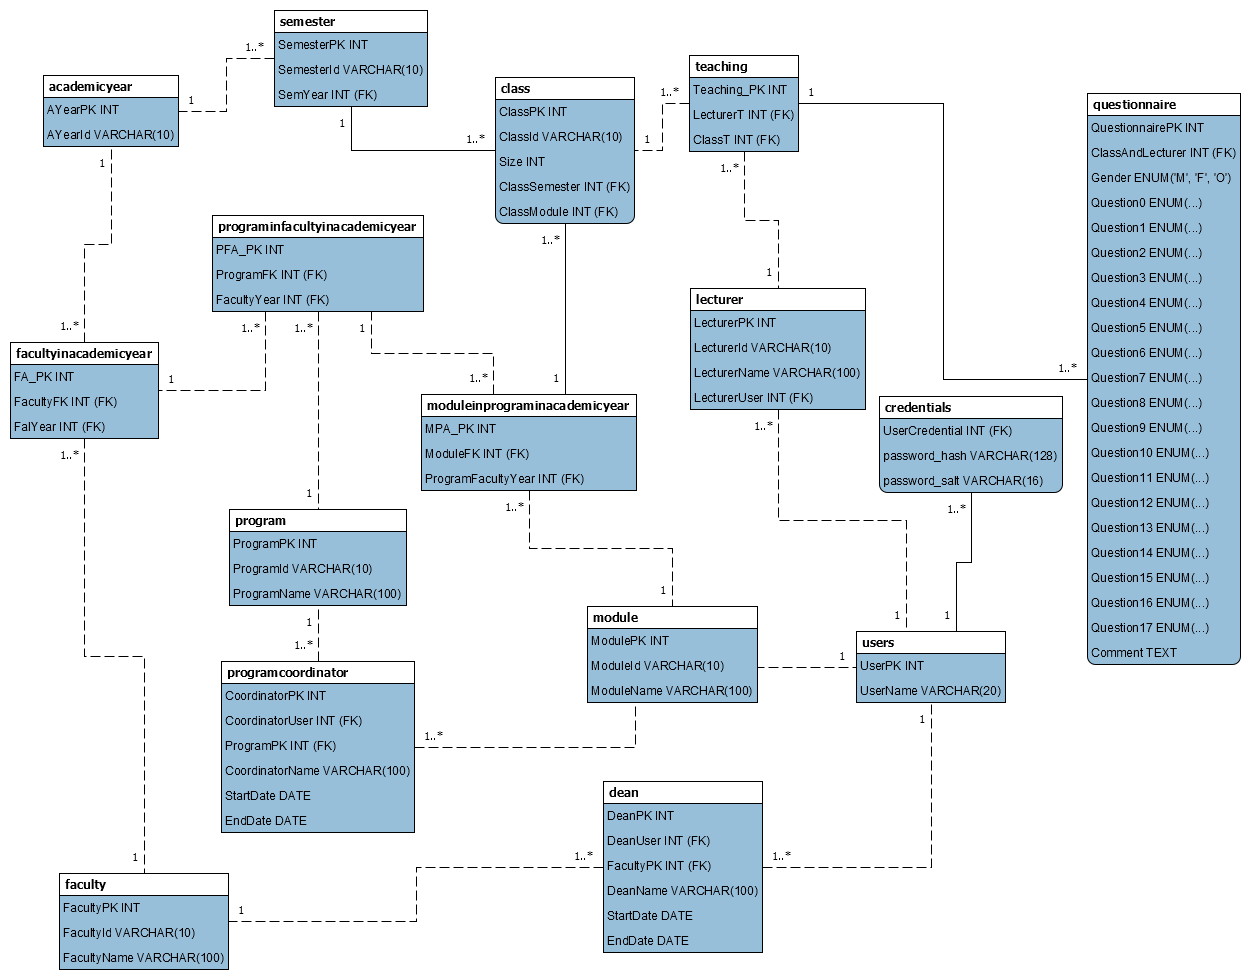 semester
SemesterPK INT
SemesterId VARCHAR(10)
SemYear INT (FK)
1..*
1
1
academicyear
AYearPK INT
AYearId VARCHAR(10)
1
class
ClassPK INT
ClassId VARCHAR(10)
Size INT
ClassSemester INT (FK)
ClassModule INT (FK)
1..*
1
1..*
1..*
teaching
Teaching_PK INT
LecturerT INT (FK)
ClassT INT (FK)
1
1..*
questionnaire
QuestionnairePK INT
ClassAndLecturer INT (FK)
Gender ENUM('M', 'F', 'O')
Question0 ENUM(...)
Question1 ENUM(...)
Question2 ENUM(...)
Question3 ENUM(...)
Question4 ENUM(...)
Question5 ENUM(...)
Question6 ENUM(...)
Question7 ENUM(...)
Question8 ENUM(...)
Question9 ENUM(...)
Question10 ENUM(...)
Question11 ENUM(...)
Question12 ENUM(...)
Question13 ENUM(...)
Question14 ENUM(...)
Question15 ENUM(...)
Question16 ENUM(...)
Question17 ENUM(...)
Comment TEXT
1..*
programinfacultyinacademicyear
PFA_PK INT
ProgramFK INT (FK)
FacultyYear INT (FK)
1..*
1..*
1
1..*
facultyinacademicyear
FA_PK INT
FacultyFK INT (FK)
FaIYear INT (FK)
1
1..*
1
lecturer
LecturerPK INT
LecturerId VARCHAR(10)
LecturerName VARCHAR(100)
LecturerUser INT (FK)
1..*
1..*
1
moduleinprograminacademicyear
MPA_PK INT
ModuleFK INT (FK)
ProgramFacultyYear INT (FK)
1..*
credentials
UserCredential INT (FK)
password_hash VARCHAR(128)
password_salt VARCHAR(16)
1..*
1
program
ProgramPK INT
ProgramId VARCHAR(10)
ProgramName VARCHAR(100)
1
1..*
1
module
ModulePK INT
ModuleId VARCHAR(10)
ModuleName VARCHAR(100)
1
1
1
users
UserPK INT
UserName VARCHAR(20)
1
programcoordinator
CoordinatorPK INT
CoordinatorUser INT (FK)
ProgramPK INT (FK)
CoordinatorName VARCHAR(100)
StartDate DATE
EndDate DATE
1..*
dean
DeanPK INT
DeanUser INT (FK)
FacultyPK INT (FK)
DeanName VARCHAR(100)
StartDate DATE
EndDate DATE
1..*
1..*
1
faculty
FacultyPK INT
FacultyId VARCHAR(10)
FacultyName VARCHAR(100)
1